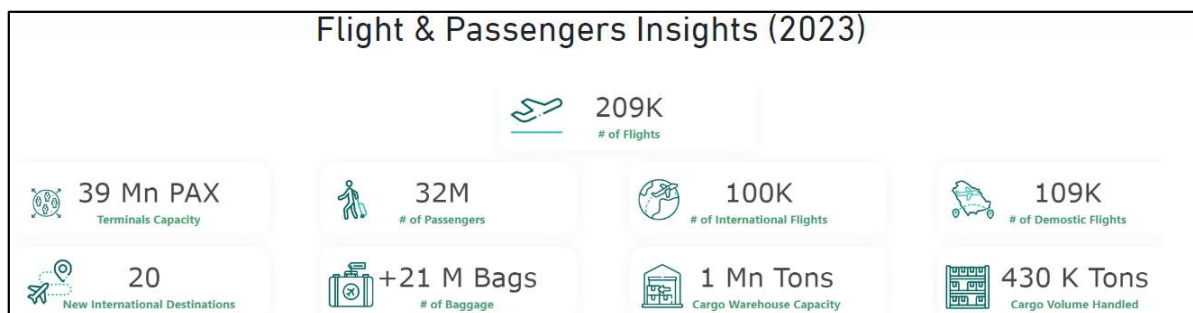 Flight & Passengers Insights (2023)
209K
# of Flights
39 Mn PAX
Terminals Capacity
32M
# of Passengers
100K
# of International Flights
109K
# of Demostic Flights
20
New International Destinations
+21 M Bags
# of Baggage
1 Mn Tons
Cargo Warehouse Capacity
430 K Tons
Cargo Volume Handled